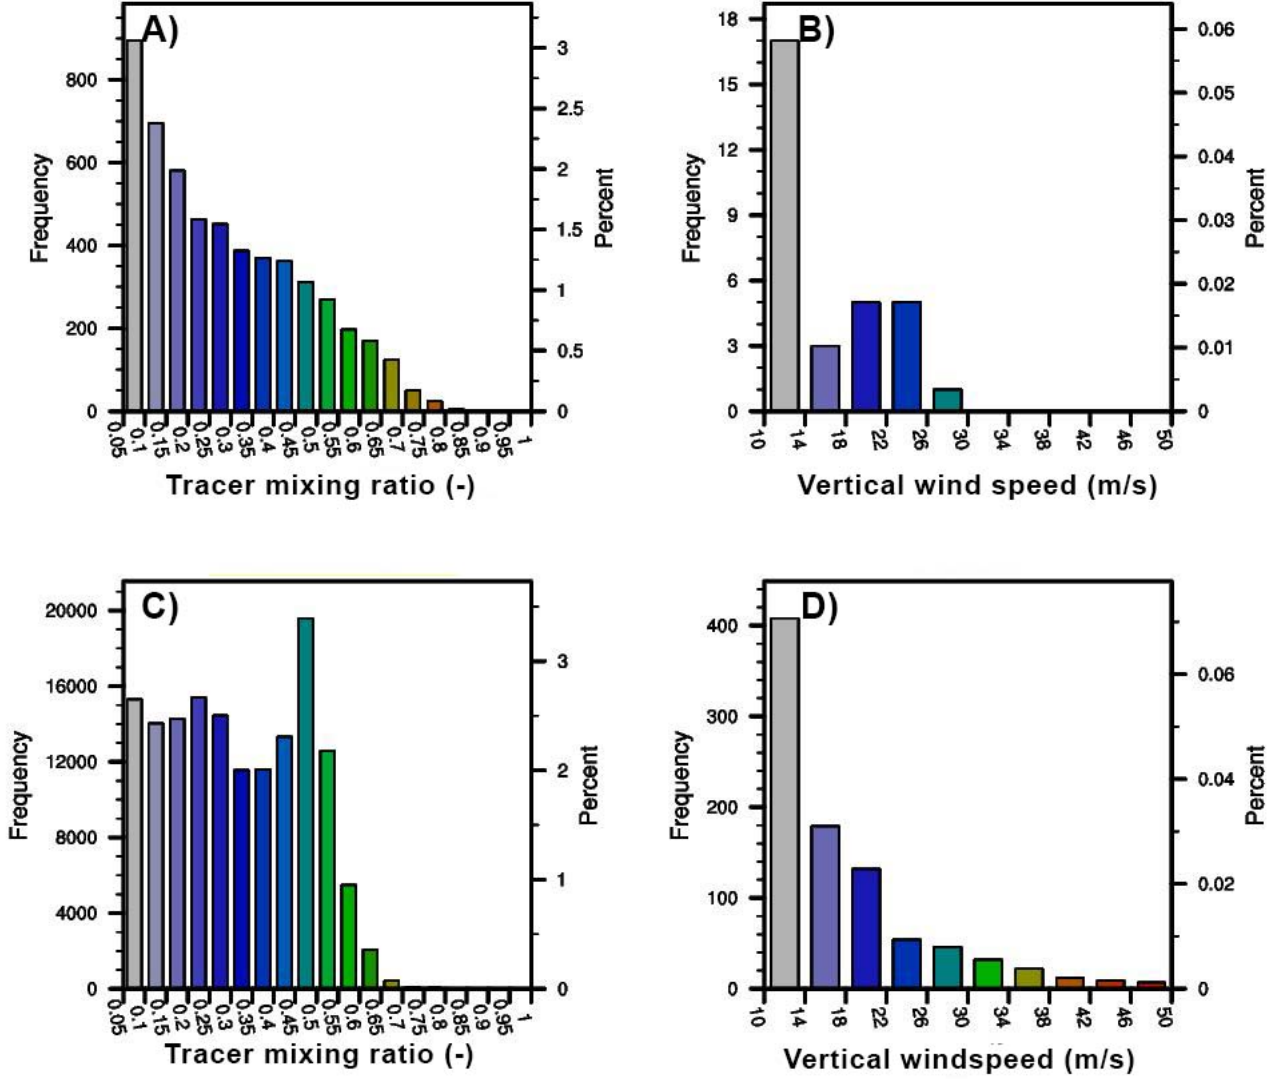 A)
Frequency
800
600
400
200
0
3
2.5
2
1.5
1
0.5
0
Percent
0.05 0.1 0.15 0.2 0.25 0.3 0.35 0.4 0.45 0.5 0.55 0.6 0.65 0.7 0.75 0.8 0.85 0.9 0.95 1
Tracer mixing ratio (-)
B)
Frequency
18
15
12
9
6
3
0
0.06
0.05
0.04
0.03
0.02
0.01
0
Percent
10 14 18 22 26 30 34 38 42 46 50
Vertical wind speed (m/s)
C)
Frequency
20000
16000
12000
8000
4000
0
3
2
1
0
Percent
0.05 0.1 0.15 0.2 0.25 0.3 0.35 0.4 0.45 0.5 0.55 0.6 0.65 0.7 0.75 0.8 0.85 0.9 0.95 1
Tracer mixing ratio (-)
D)
Frequency
400
300
200
100
0
0.06
0.04
0.02
0
Percent
10 14 18 22 26 30 34 38 42 46 50
Vertical windspeed (m/s)